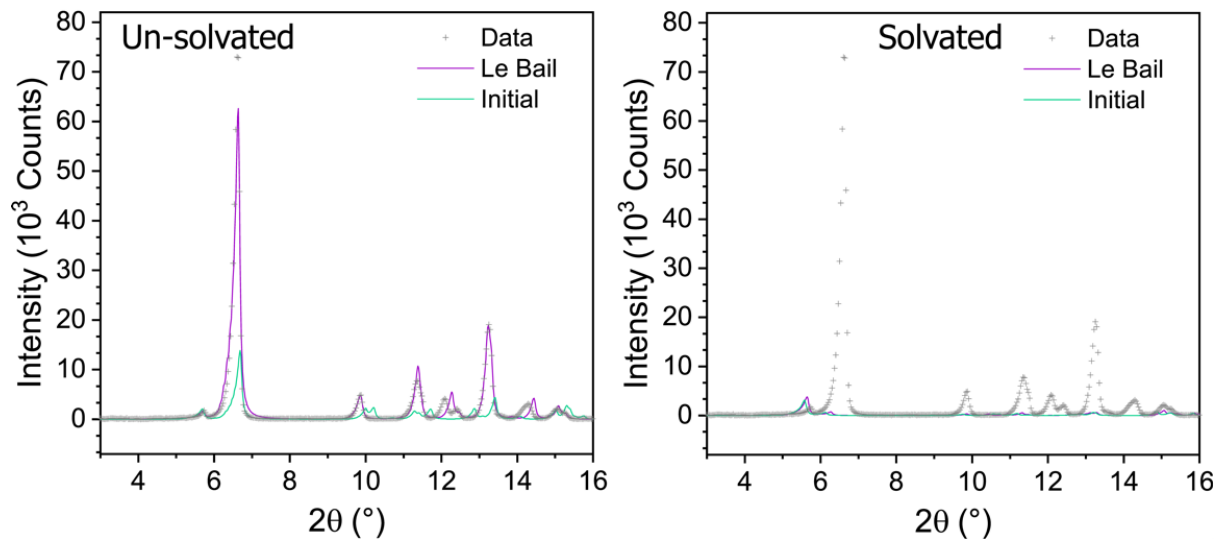 Un-solvated
Data
Le Bail
Initial
Intensity (10³ Counts)
80
70
60
50
40
30
20
10
0
4 6 8 10 12 14 16
2θ (°)
Solvated
Data
Le Bail
Initial
Intensity (10³ Counts)
80
70
60
50
40
30
20
10
0
4 6 8 10 12 14 16
2θ (°)